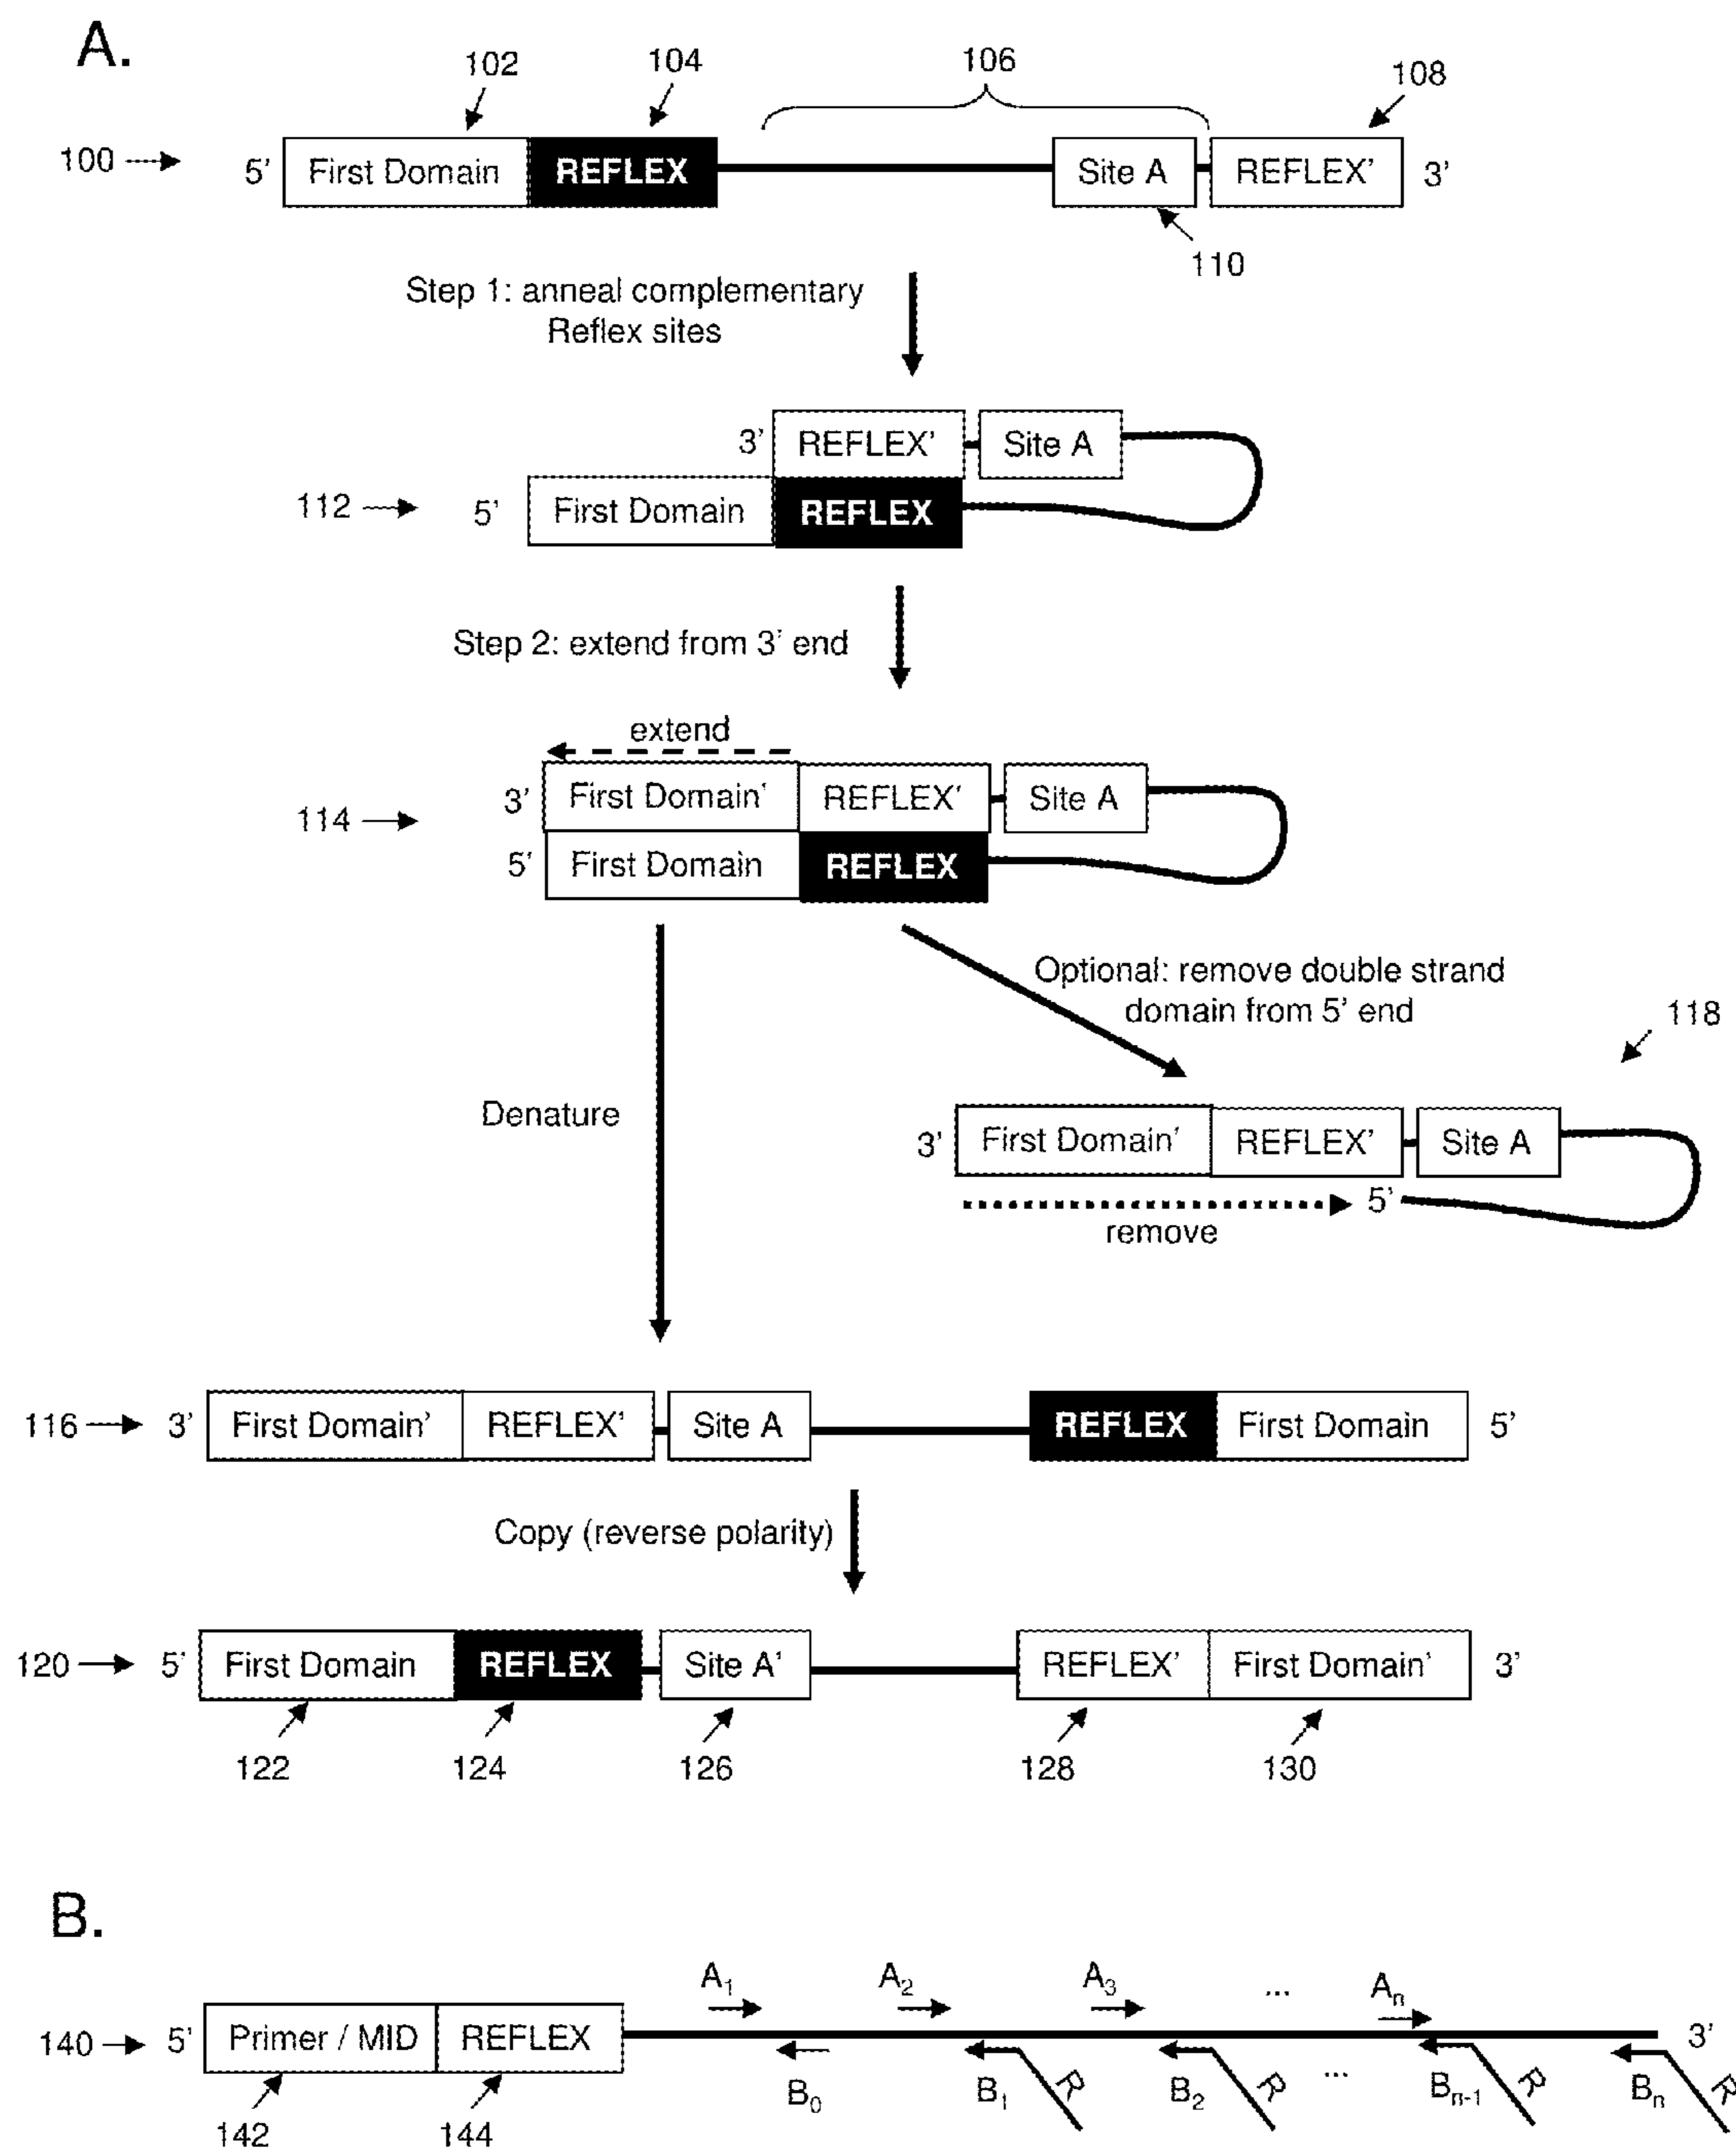 A.
102
104
106
108
100
5' First Domain REFLEX Site A REFLEX' 3'
110
Step 1: anneal complementary
Reflex sites
3' REFLEX' Site A
112
5' First Domain REFLEX
Step 2: extend from 3' end
extend
3' First Domain' REFLEX' Site A
114
5' First Domain REFLEX
Optional: remove double strand
domain from 5' end
118
Denature
3' First Domain' REFLEX' Site A
5'
remove
116 3' First Domain' REFLEX' Site A REFLEX First Domain 5'
Copy (reverse polarity)
120 5' First Domain REFLEX Site A' REFLEX' First Domain' 3'
122 124 126 128 130
B.
A1 A2 A3 ... An
140 5' Primer / MID REFLEX 3'
B0 B1 R B2 R ... Bn-1 R Bn R
142 144